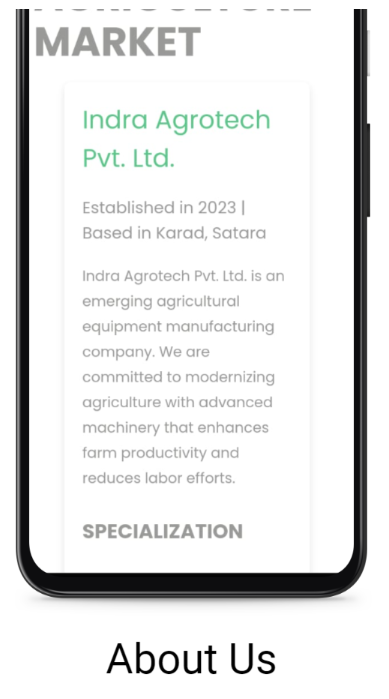 MARKET
Indra Agrotech
Pvt. Ltd.
Established in 2023 |
Based in Karad, Satara
Indra Agrotech Pvt. Ltd. is an
emerging agricultural
equipment manufacturing
company. We are
committed to modernizing
agriculture with advanced
machinery that enhances
farm productivity and
reduces labor efforts.
SPECIALIZATION
About Us